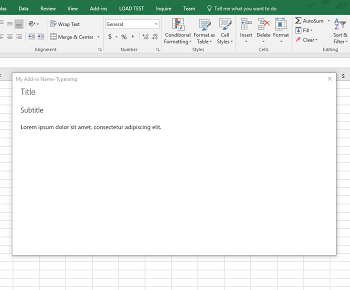 ulas Data Review View Add-ins LOAD TEST Inquire Team Tell me what you want to do
Wrap Text General AutoSum
Merge & Center $ % Conditional Formatting Format as Table Cell Styles Insert Delete Format Fill Sort & Filter
Clear
Alignment Number Styles Cells Editing
S
My Add-in Name-Typeramp
Title
Subtitle
Lorem ipsum dolor sit amet, consectetur adipiscing elit.